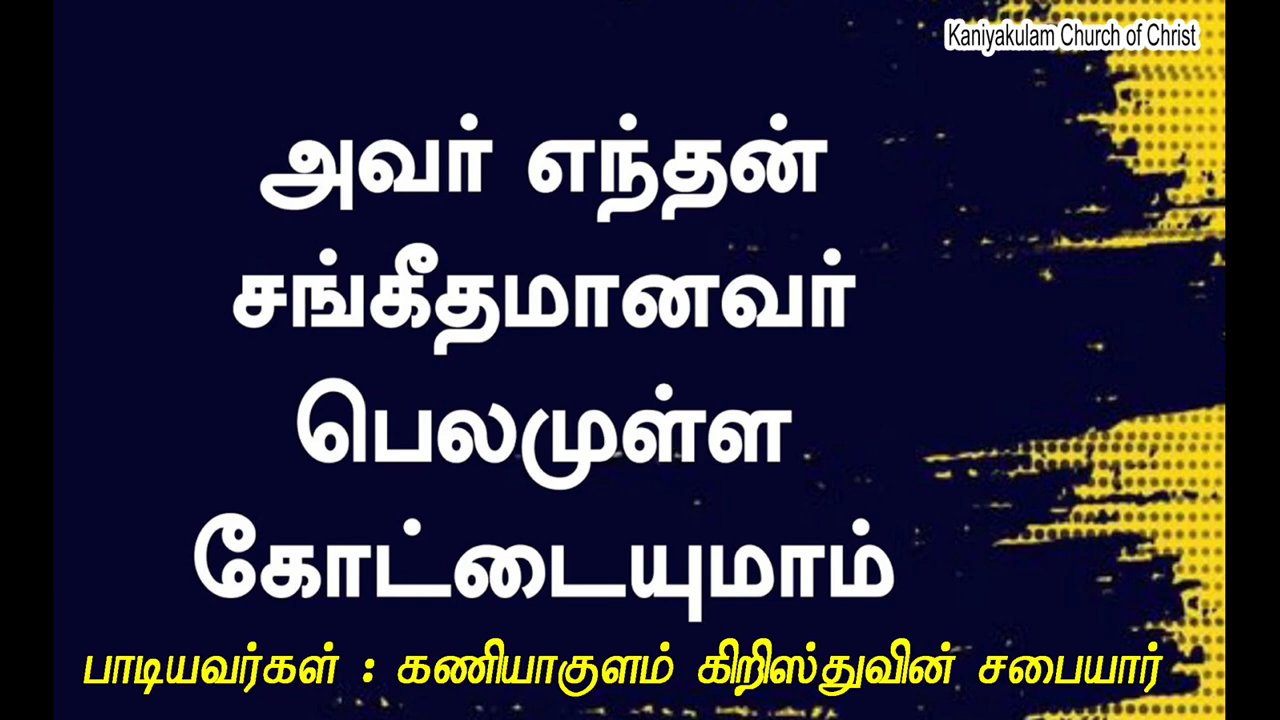 Kaniyakulam Church of Christ
அவர் எந்தன்
சங்கீதமானவர்
பெலமுள்ள
கோட்டையுமாம்
பாடியவர்கள் : கணியாகுளம் கிறிஸ்துவின் சபையார்